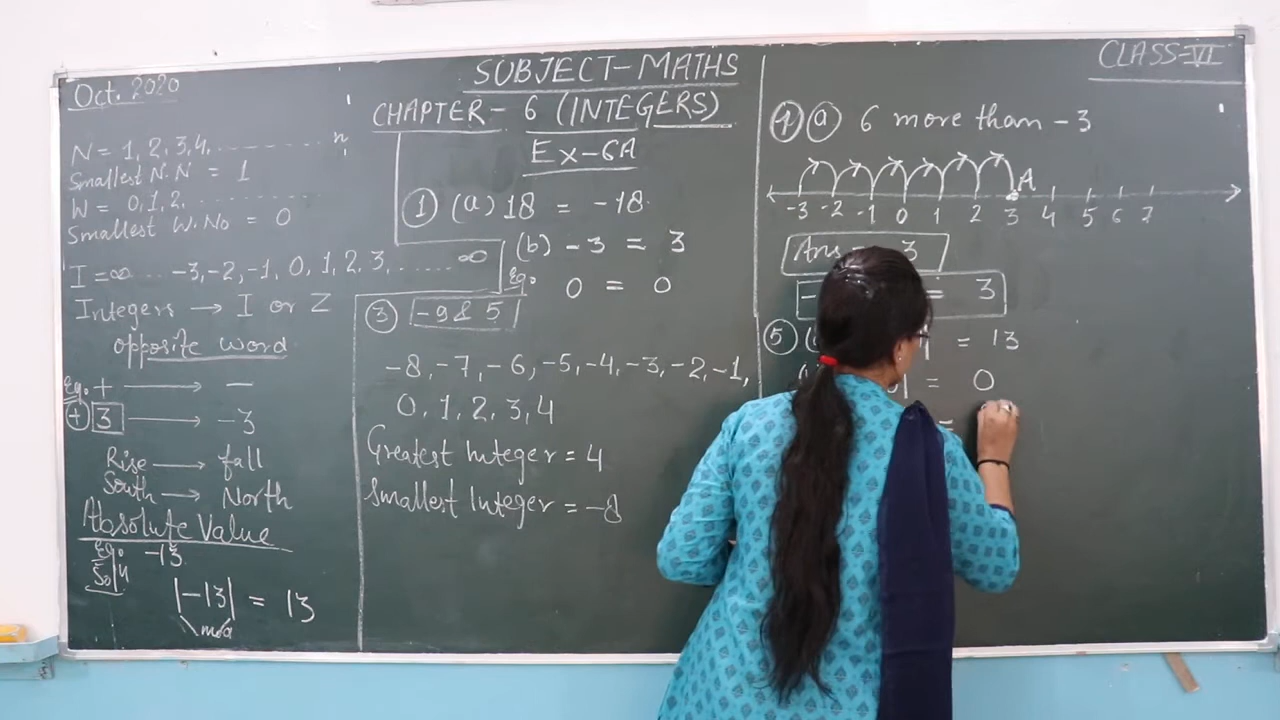 SUBJECT-MATHS
CLASS-VI
CHAPTER- 6 (INTEGERS)
Ex-6A
Oct. 2020
N = 1, 2, 3, 4, .............. n,
Smallest N.N = 1
W = 0, 1, 2, ..............
Smallest W.No = 0
I = ∞ .... -3, -2, -1, 0, 1, 2, 3, ....... ∞
Integers → I or Z
opposite word
Eg. + → -
+ 3 → -3
Rise → fall
South → North
Absolute Value
Eg. -13
Sol4
|-13| = 13
mod
① (a) 18 = -18
(b) -3 = 3
Eg. 0 = 0
③ -9 & 5
-8, -7, -6, -5, -4, -3, -2, -1,
0, 1, 2, 3, 4
Greatest Integer = 4
Smallest Integer = -8
④ ⓐ 6 more than -3
A
-3 -2 -1 0 1 2 3 4 5 6 7
Ans 3
- = 3
⑤ ( | = 13
| = 0
=